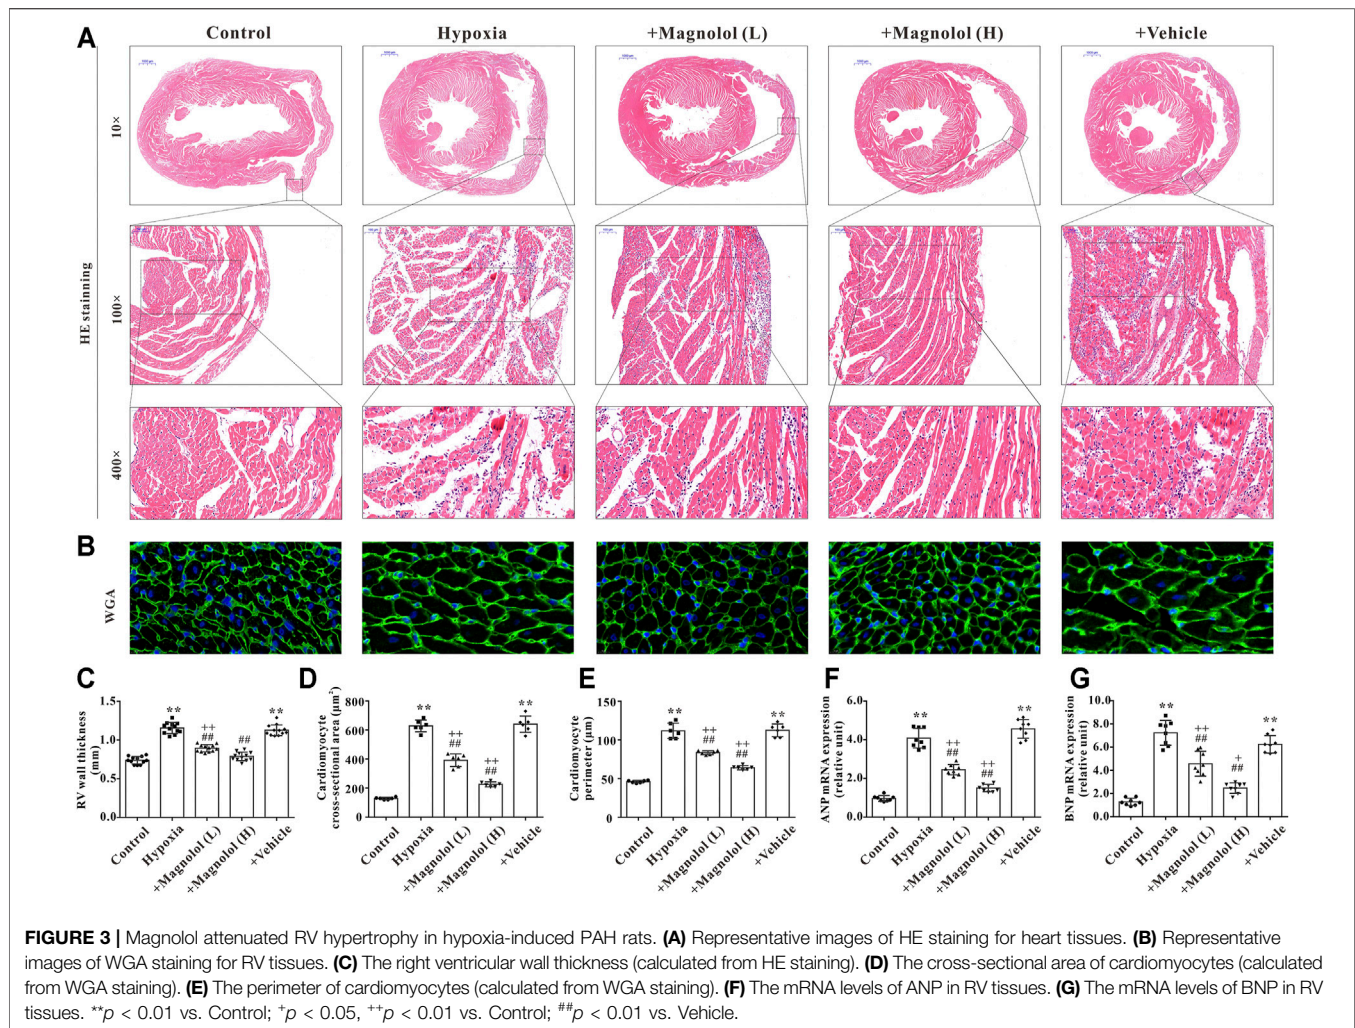 A
Control
Hypoxia
+Magnolol (L)
+Magnolol (H)
+Vehicle
HE stainning
10×
100×
400×
B
WGA
C
RV wall thickness
(mm)
1.5
1.0
0.5
0.0
**
++
##
##
**
Control
Hypoxia
+Magnolol (L)
+Magnolol (H)
+Vehicle
D
Cardiomyocyte
cross-sectional area (μm²)
800
600
400
200
0
**
++
##
++
##
**
Control
Hypoxia
+Magnolol (L)
+Magnolol (H)
+Vehicle
E
Cardiomyocyte
perimeter (μm)
150
100
50
0
**
++
##
++
##
**
Control
Hypoxia
+Magnolol (L)
+Magnolol (H)
+Vehicle
F
ANP mRNA expression
(relative unit)
6.0
4.0
2.0
0.0
**
++
##
++
##
**
Control
Hypoxia
+Magnolol (L)
+Magnolol (H)
+Vehicle
G
BNP mRNA expression
(relative unit)
10.0
8.0
6.0
4.0
2.0
0.0
**
++
##
+
##
**
Control
Hypoxia
+Magnolol (L)
+Magnolol (H)
+Vehicle
FIGURE 3 | Magnolol attenuated RV hypertrophy in hypoxia-induced PAH rats. (A) Representative images of HE staining for heart tissues. (B) Representative
images of WGA staining for RV tissues. (C) The right ventricular wall thickness (calculated from HE staining). (D) The cross-sectional area of cardiomyocytes (calculated
from WGA staining). (E) The perimeter of cardiomyocytes (calculated from WGA staining). (F) The mRNA levels of ANP in RV tissues. (G) The mRNA levels of BNP in RV
tissues. **p < 0.01 vs. Control; +p < 0.05, ++p < 0.01 vs. Control; ##p < 0.01 vs. Vehicle.